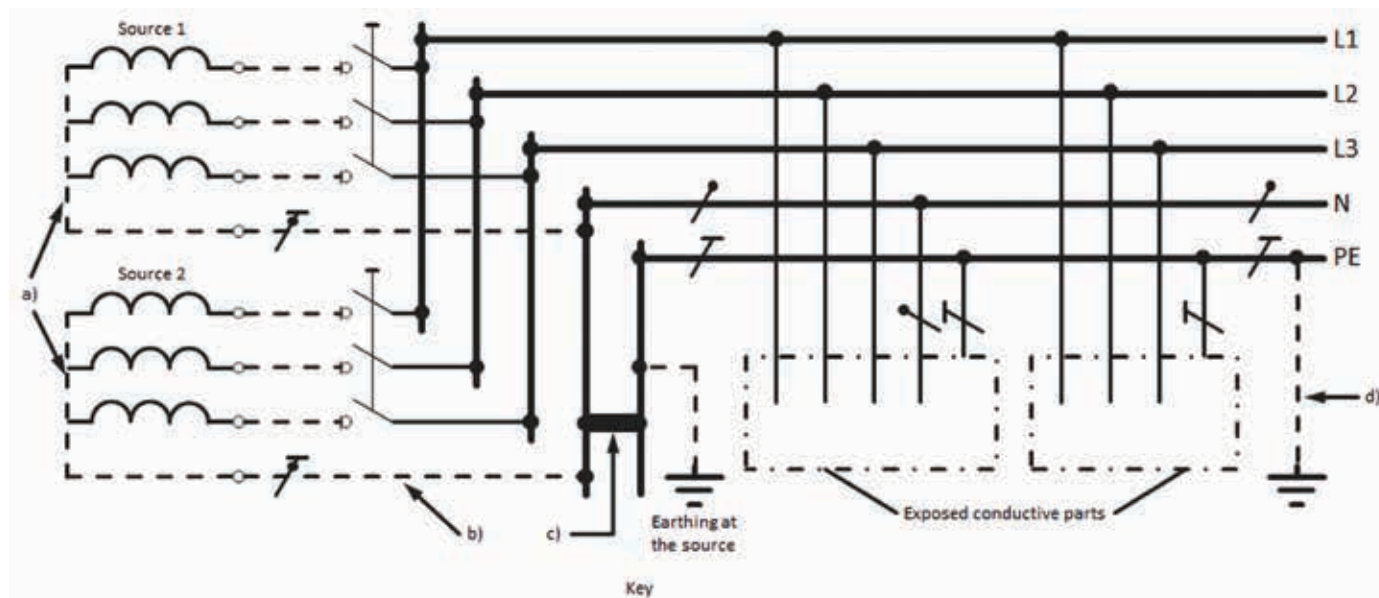 Source 1
L1
L2
L3
N
PE
Source 2
a)
d)
b)
c)
Earthing at
the source
Exposed conductive parts
Key